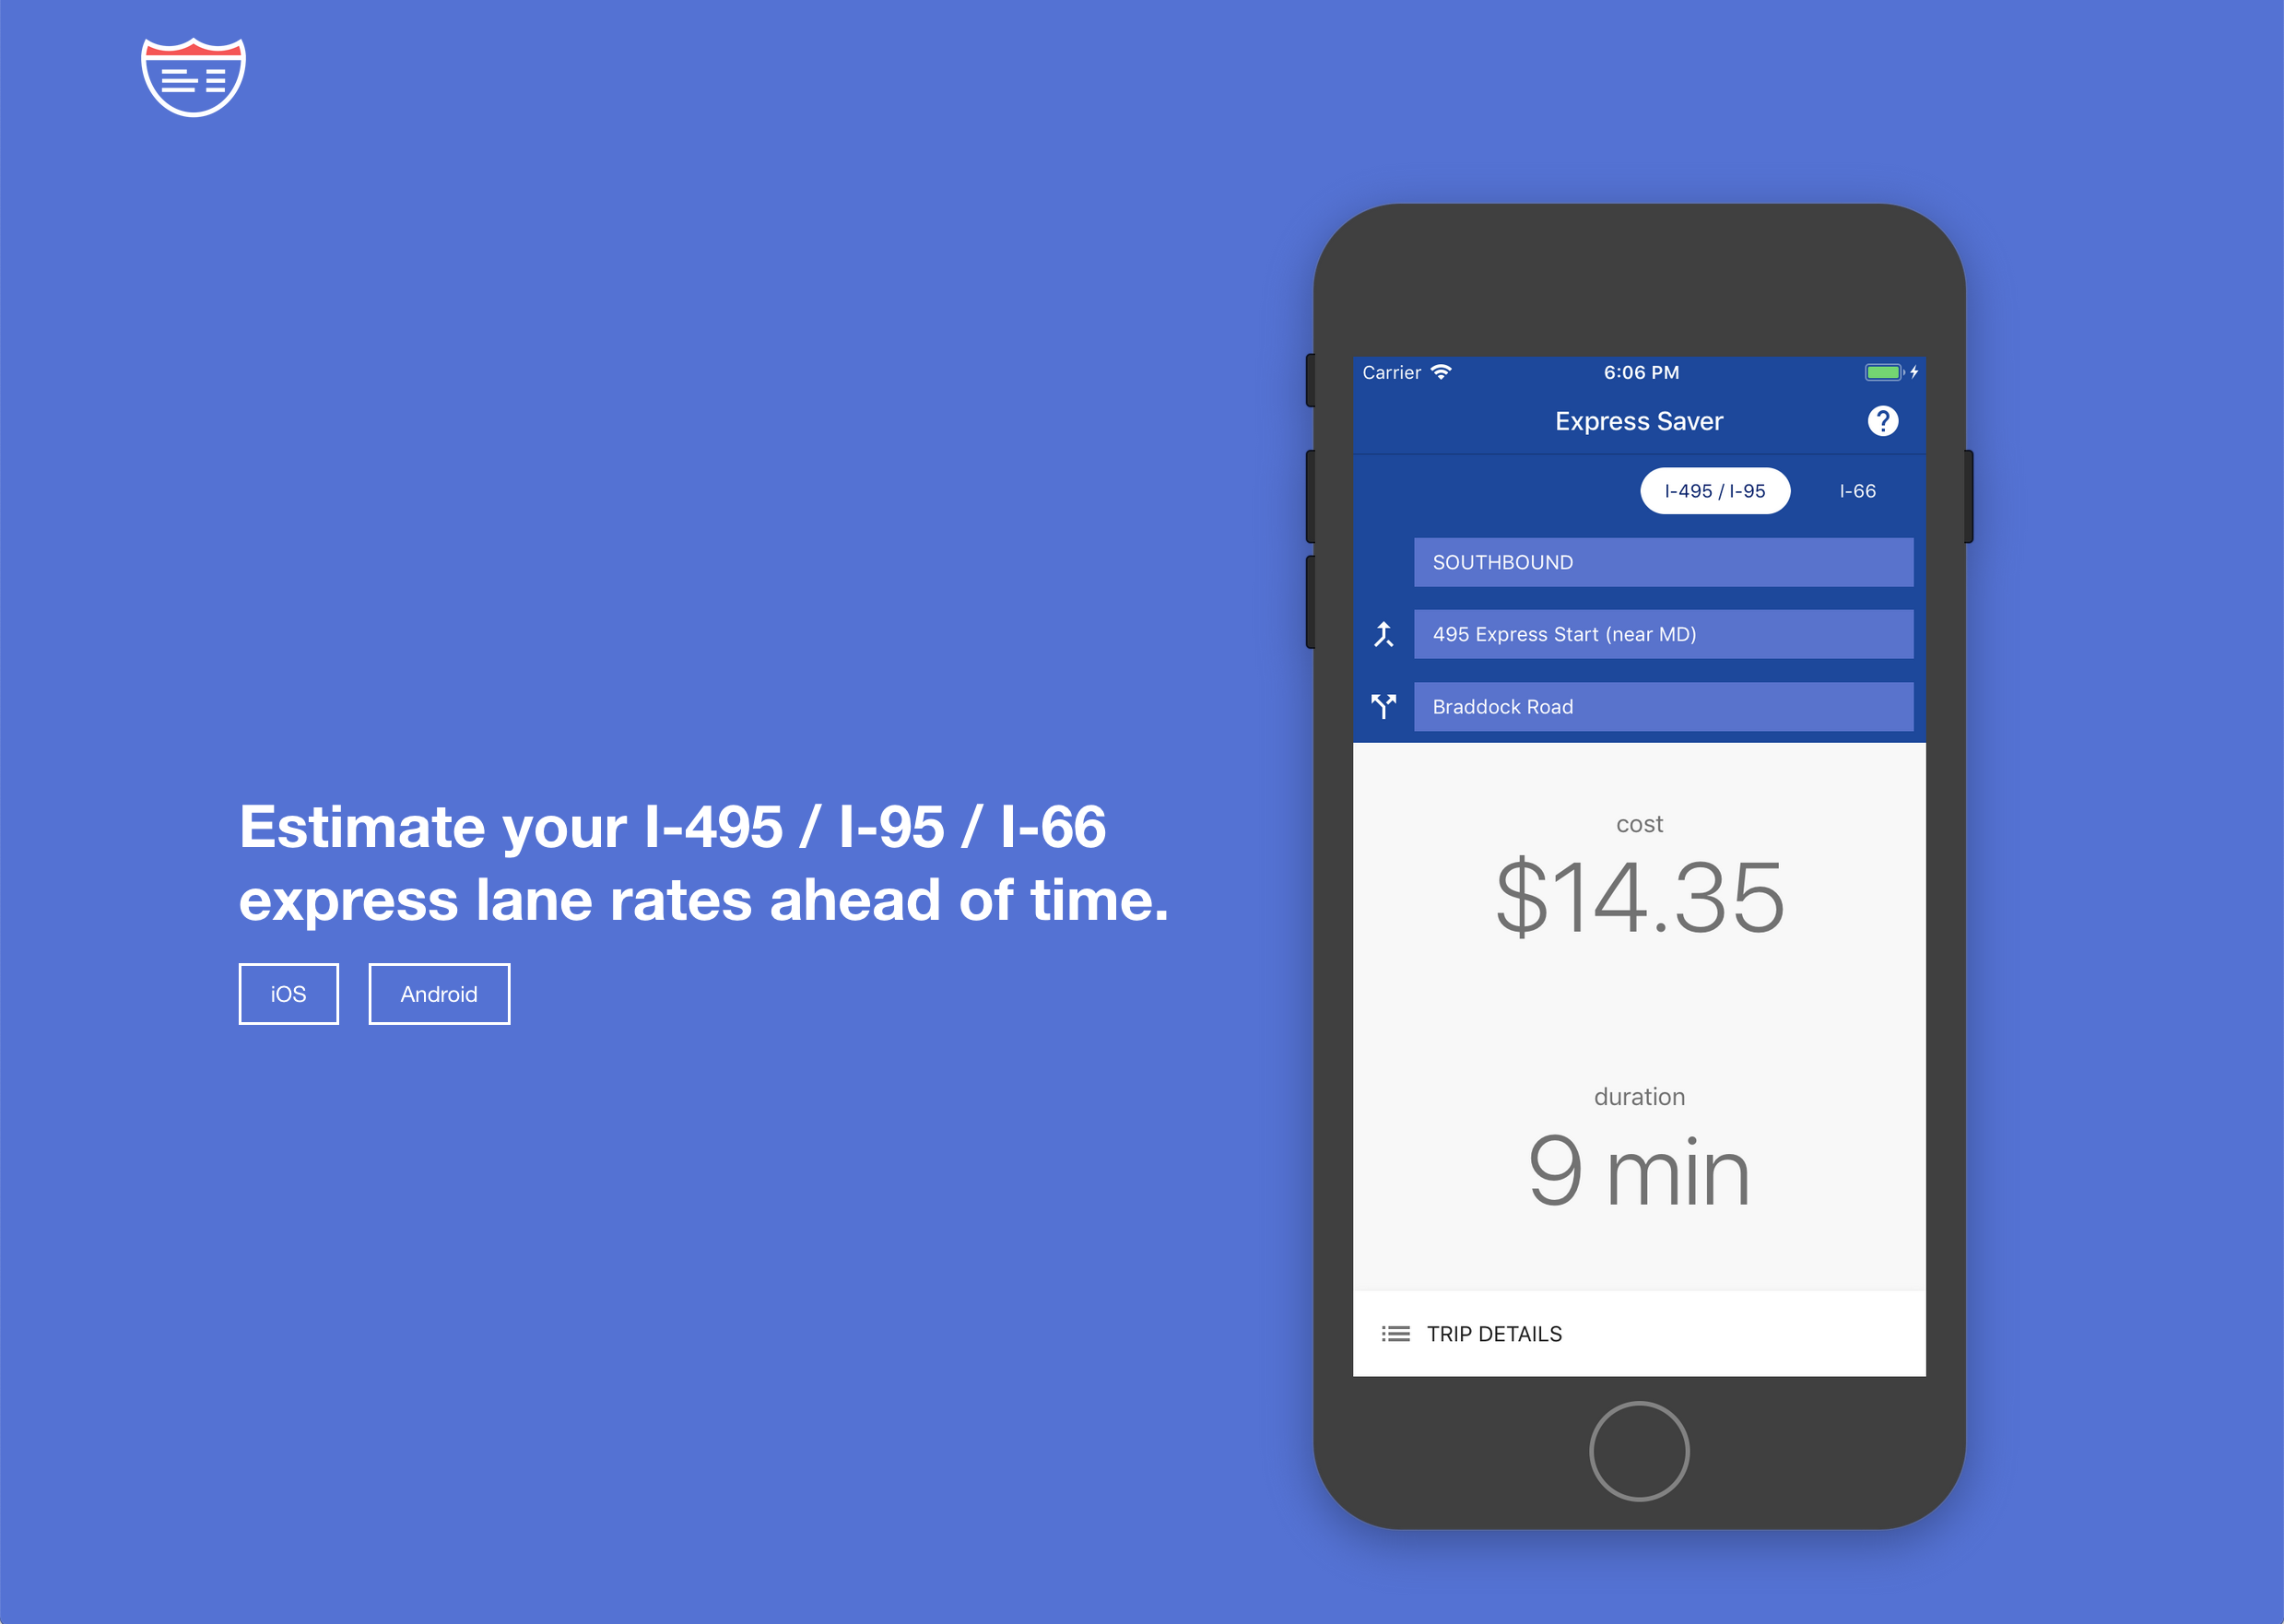 Estimate your I-495 / I-95 / I-66
express lane rates ahead of time.
iOS
Android
Carrier
6:06 PM
Express Saver
I-495 / I-95
I-66
SOUTHBOUND
495 Express Start (near MD)
Braddock Road
cost
$14.35
duration
9 min
TRIP DETAILS